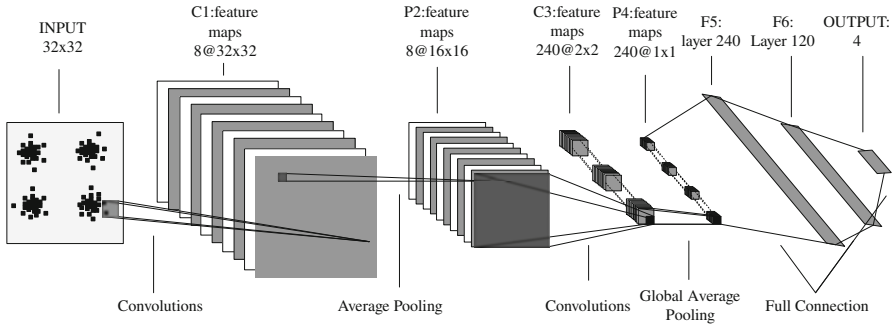 INPUT
32x32
C1:feature
maps
8@32x32
P2:feature
maps
8@16x16
C3:feature
maps
240@2x2
P4:feature
maps
240@1x1
F5:
layer 240
F6:
Layer 120
OUTPUT:
4
Convolutions
Average Pooling
Convolutions
Global Average
Pooling
Full Connection